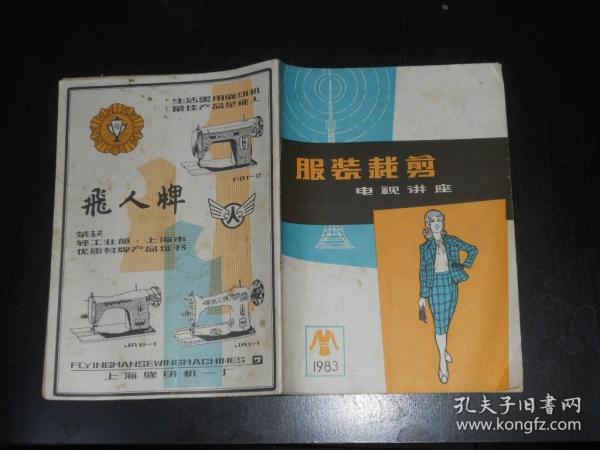 生活需用缝纫机
最佳产品是飛人
FB1-2
飛人牌
荣获
轻工业部·上海市
优质名牌产品证书
JA8-1
JA1-1
FLYINGMANSEWINGMACHINES
上海缝纫机一厂
服装裁剪
电视讲座
1983
孔夫子旧书网
www.kongfz.com